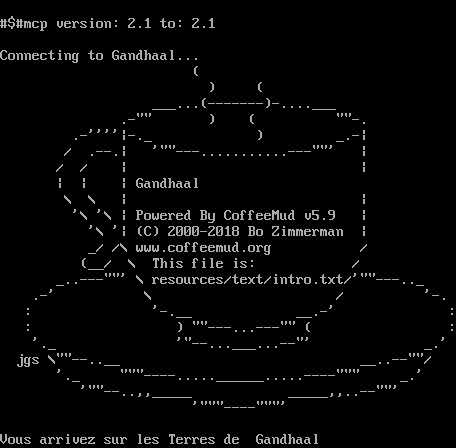 #$#mcp version: 2.1 to: 2.1
Connecting to Gandhaal...
Gandhaal
Powered By CoffeeMud v5.9
(C) 2000-2018 Bo Zimmerman
www.coffeemud.org
This file is:
resources/text/intro.txt
jgs
Vous arrivez sur les Terres de  Gandhaal